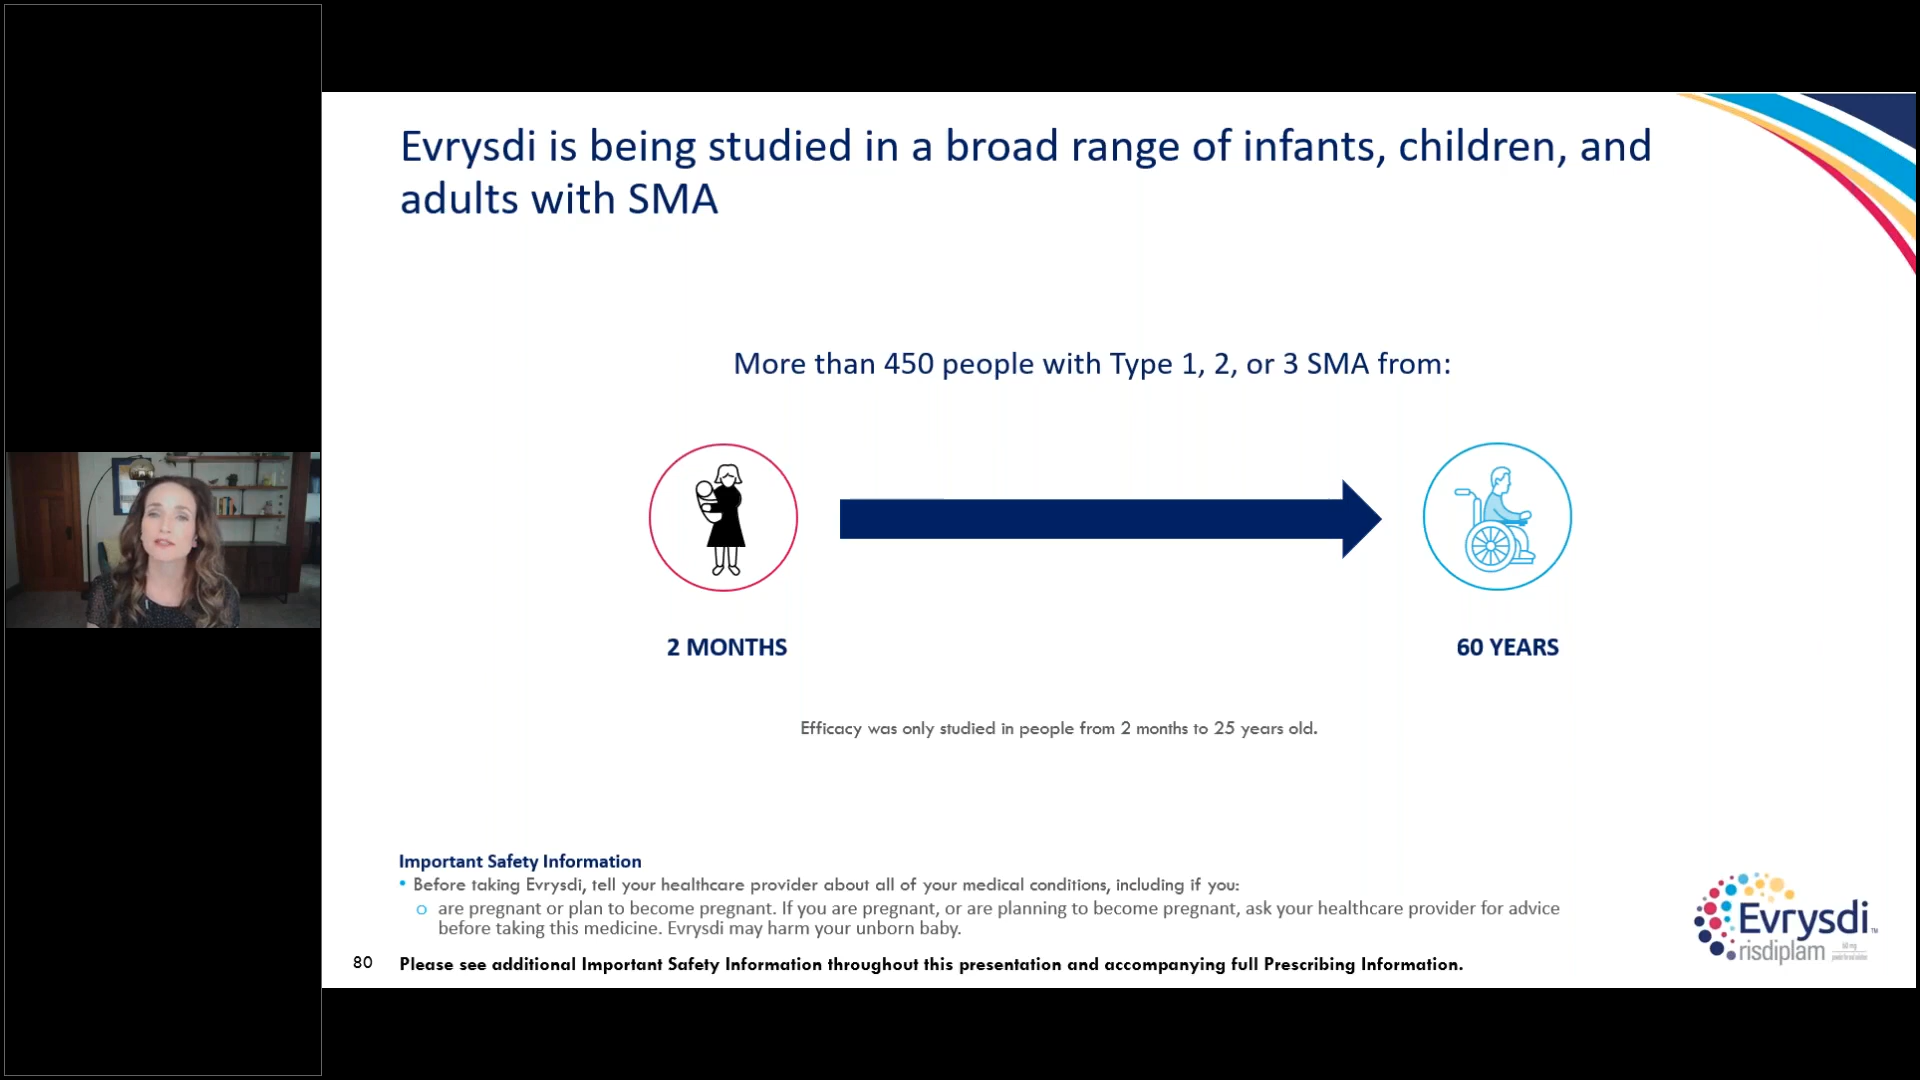 Evrysdi is being studied in a broad range of infants, children, and
adults with SMA
More than 450 people with Type 1, 2, or 3 SMA from:
2 MONTHS
60 YEARS
Efficacy was only studied in people from 2 months to 25 years old.
Important Safety Information
• Before taking Evrysdi, tell your healthcare provider about all of your medical conditions, including if you:
o are pregnant or plan to become pregnant. If you are pregnant, or are planning to become pregnant, ask your healthcare provider for advice
before taking this medicine. Evrysdi may harm your unborn baby.
80 Please see additional Important Safety Information throughout this presentation and accompanying full Prescribing Information.
Evrysdi™
risdiplam